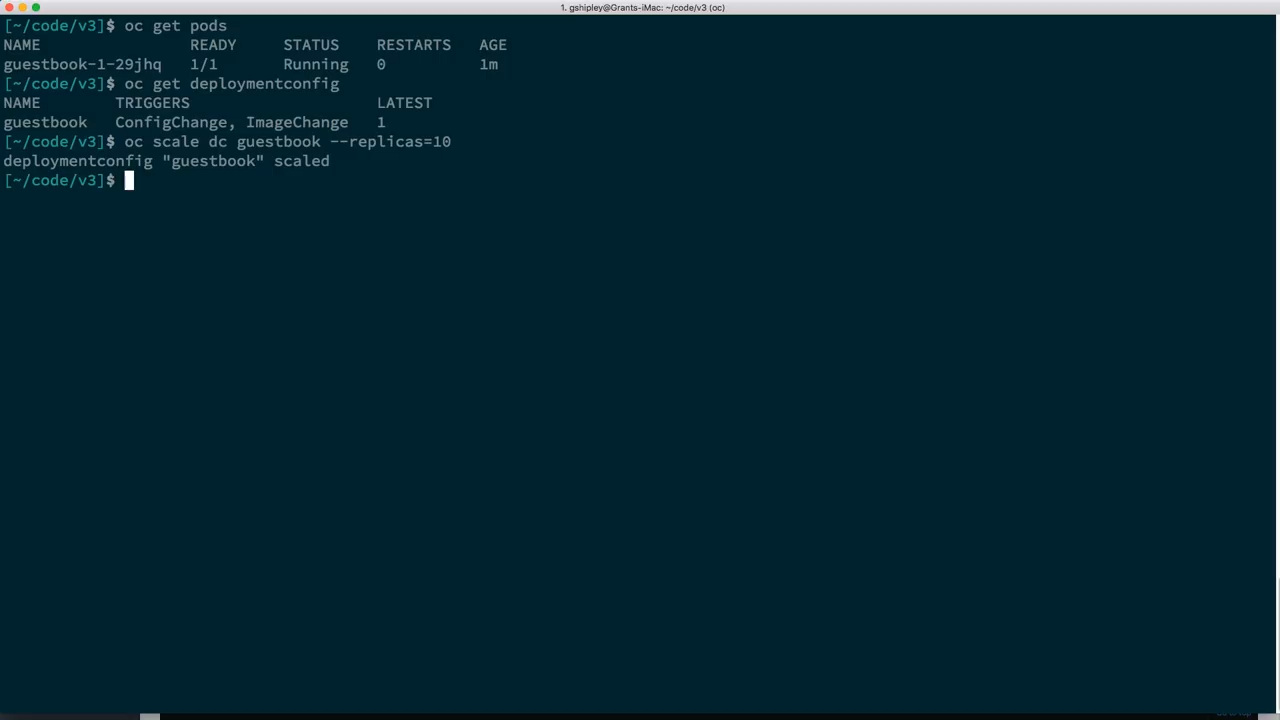 1. gshipley@Grants-iMac: ~/code/v3 (oc)
[~/code/v3]$ oc get pods
NAME READY STATUS RESTARTS AGE
guestbook-1-29jhq 1/1 Running 0 1m
[~/code/v3]$ oc get deploymentconfig
NAME TRIGGERS LATEST
guestbook ConfigChange, ImageChange 1
[~/code/v3]$ oc scale dc guestbook --replicas=10
deploymentconfig "guestbook" scaled
[~/code/v3]$